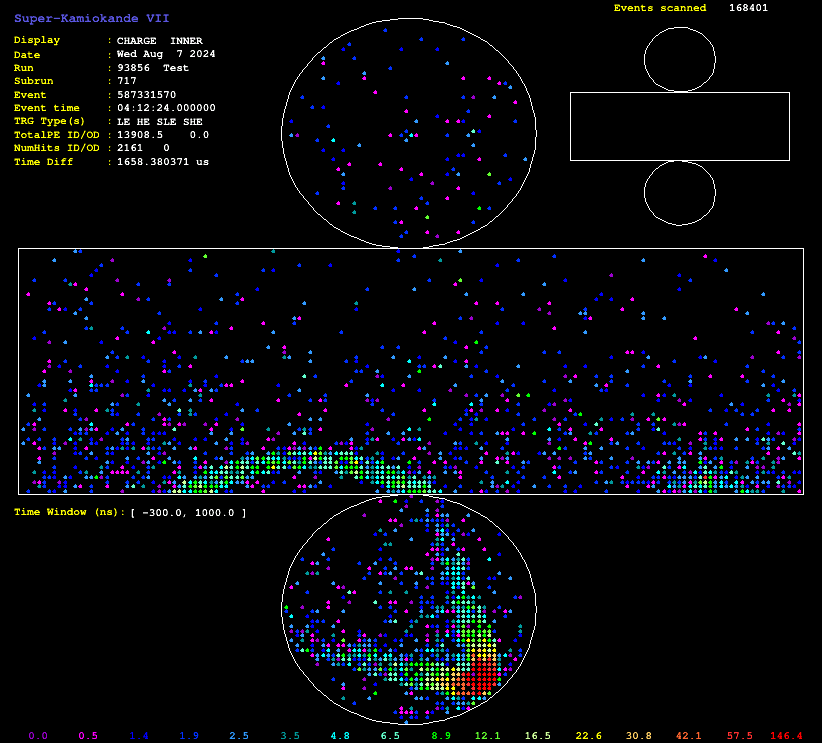 Super-Kamiokande VII
Events scanned 168401
Display : CHARGE INNER
Date : Wed Aug 7 2024
Run : 93856 Test
Subrun : 717
Event : 587331570
Event time : 04:12:24.000000
TRG Type(s) : LE HE SLE SHE
TotalPE ID/OD : 13908.5 0.0
NumHits ID/OD : 2161 0
Time Diff : 1658.380371 us
Time Window (ns): [ -300.0, 1000.0 ]
0.0 0.5 1.4 1.9 2.5 3.5 4.8 6.5 8.9 12.1 16.5 22.6 30.8 42.1 57.5 146.4